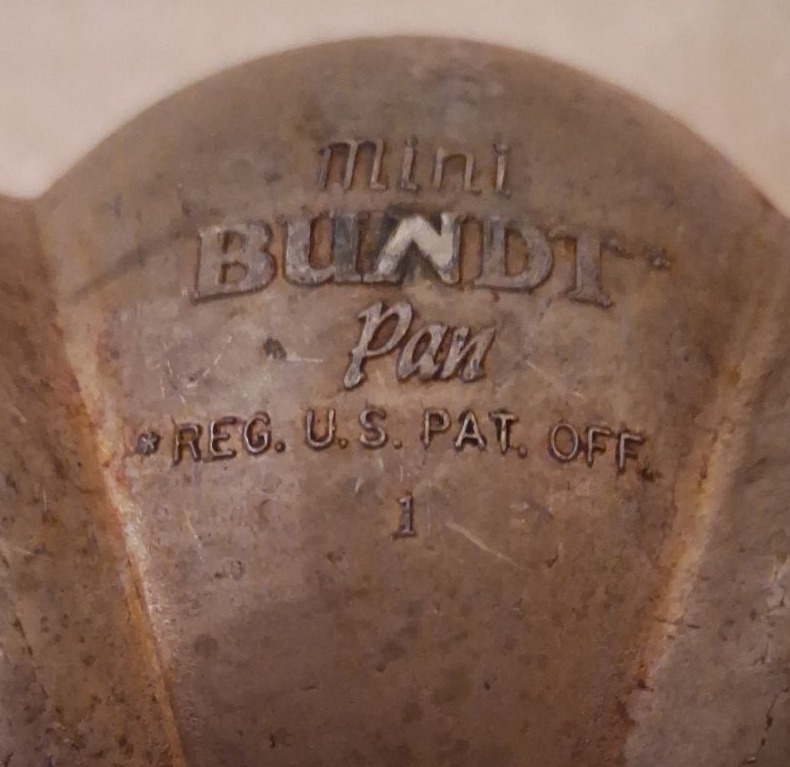 mini
BUNDT*
Pan
*REG. U.S. PAT. OFF.
1